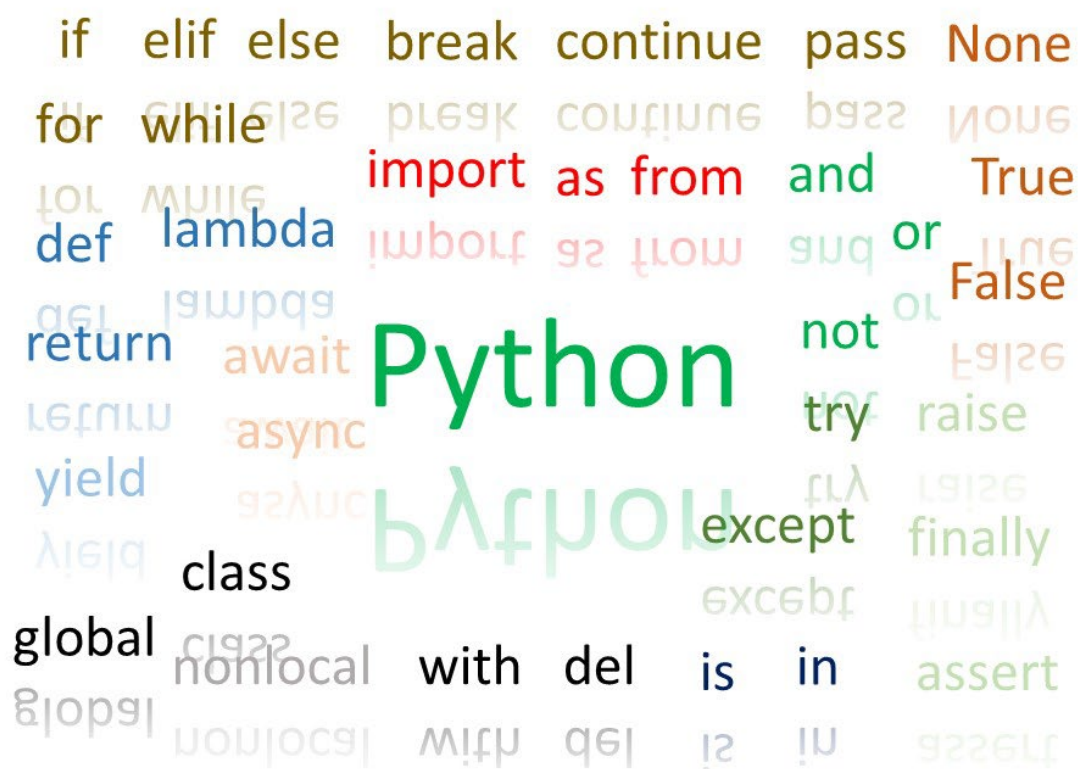 if elif else break continue pass None
for while
import as from and True
def lambda or
False
return await Python not
async try raise
yield
except finally
class
global
nonlocal with del is in assert